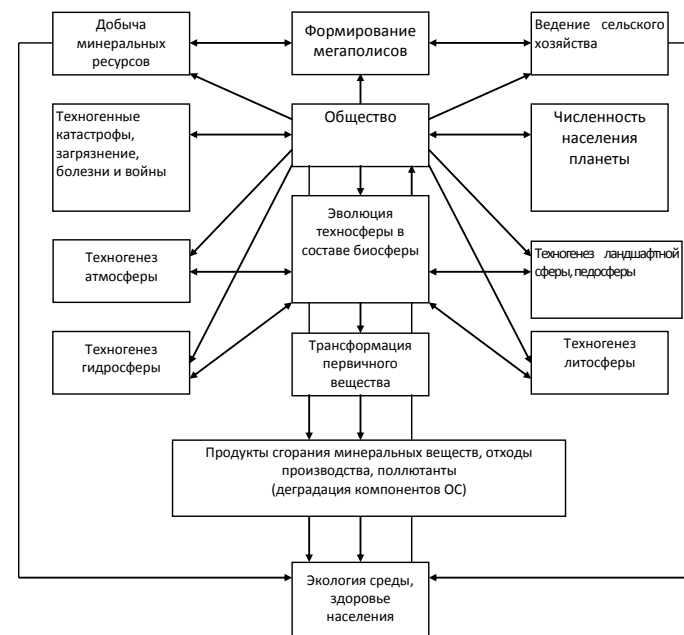 Добыча
минеральных
ресурсов
Формирование
мегаполисов
Ведение сельского
хозяйства
Техногенные
катастрофы,
загрязнение,
болезни и войны
Общество
Численность
населения
планеты
Эволюция
техносферы в
составе биосферы
Техногенез
атмосферы
Техногенез ландшафтной
сферы, педосферы
Техногенез
гидросферы
Трансформация
первичного
вещества
Техногенез
литосферы
Продукты сгорания минеральных веществ, отходы
производства, поллютанты
(деградация компонентов ОС)
Экология среды,
здоровье
населения